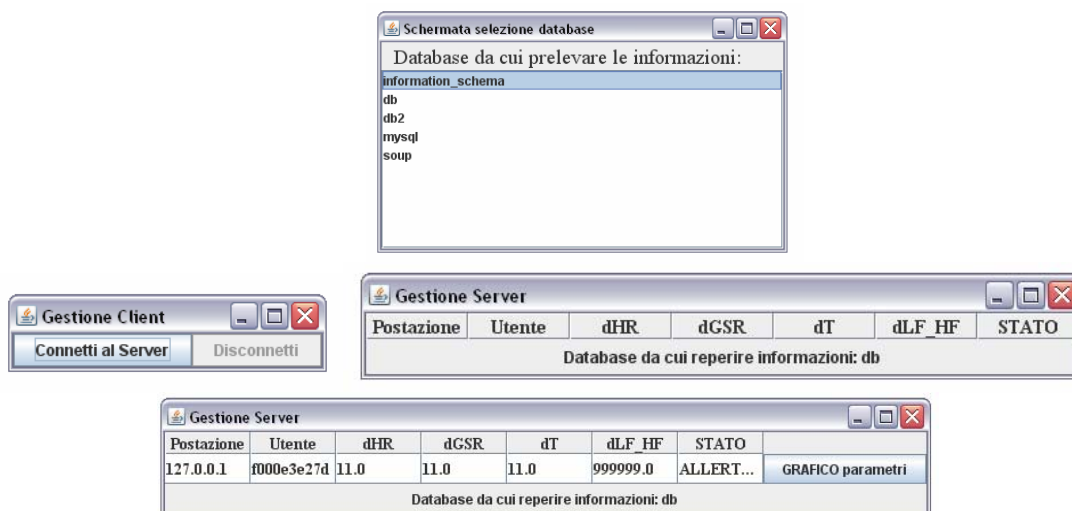 Schermata selezione database
Database da cui prelevare le informazioni:
information_schema
db
db2
mysql
soup
Gestione Client
Connetti al Server Disconnetti
Gestione Server
Postazione Utente dHR dGSR dT dLF_HF STATO
Database da cui reperire informazioni: db
Gestione Server
Postazione Utente dHR dGSR dT dLF_HF STATO
127.0.0.1 f000e3e27d 11.0 11.0 11.0 999999.0 ALLERT... GRAFICO parametri
Database da cui reperire informazioni: db